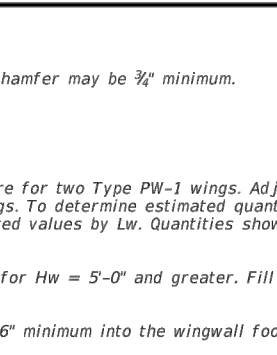 hamfer may be ¾" minimum.
re for two Type PW-1 wings. Adj
gs. To determine estimated quant
ed values by Lw. Quantities show
for Hw = 5'-0" and greater. Fill
6" minimum into the wingwall foo